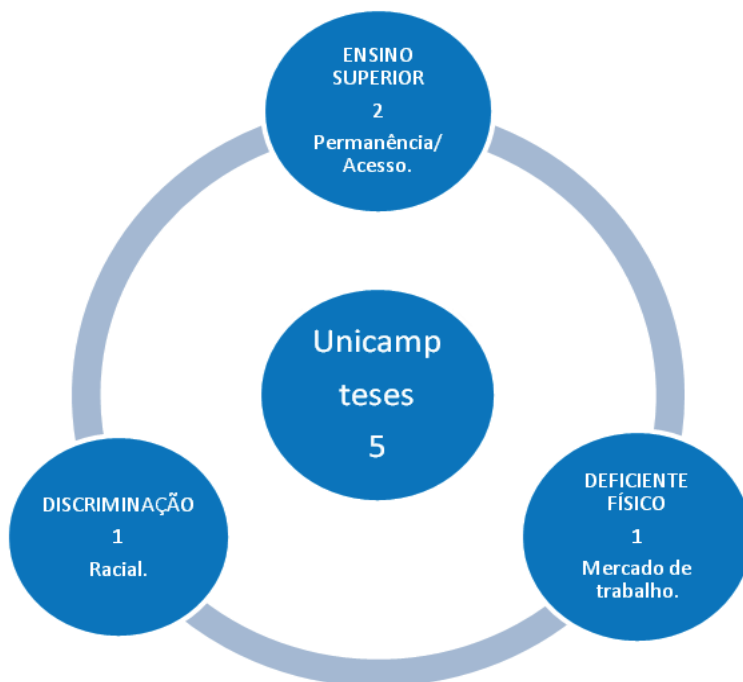 ENSINO
SUPERIOR
2
Permanência/
Acesso.
Unicamp
teses
5
DISCRIMINAÇÃO
1
Racial.
DEFICIENTE
FÍSICO
1
Mercado de
trabalho.